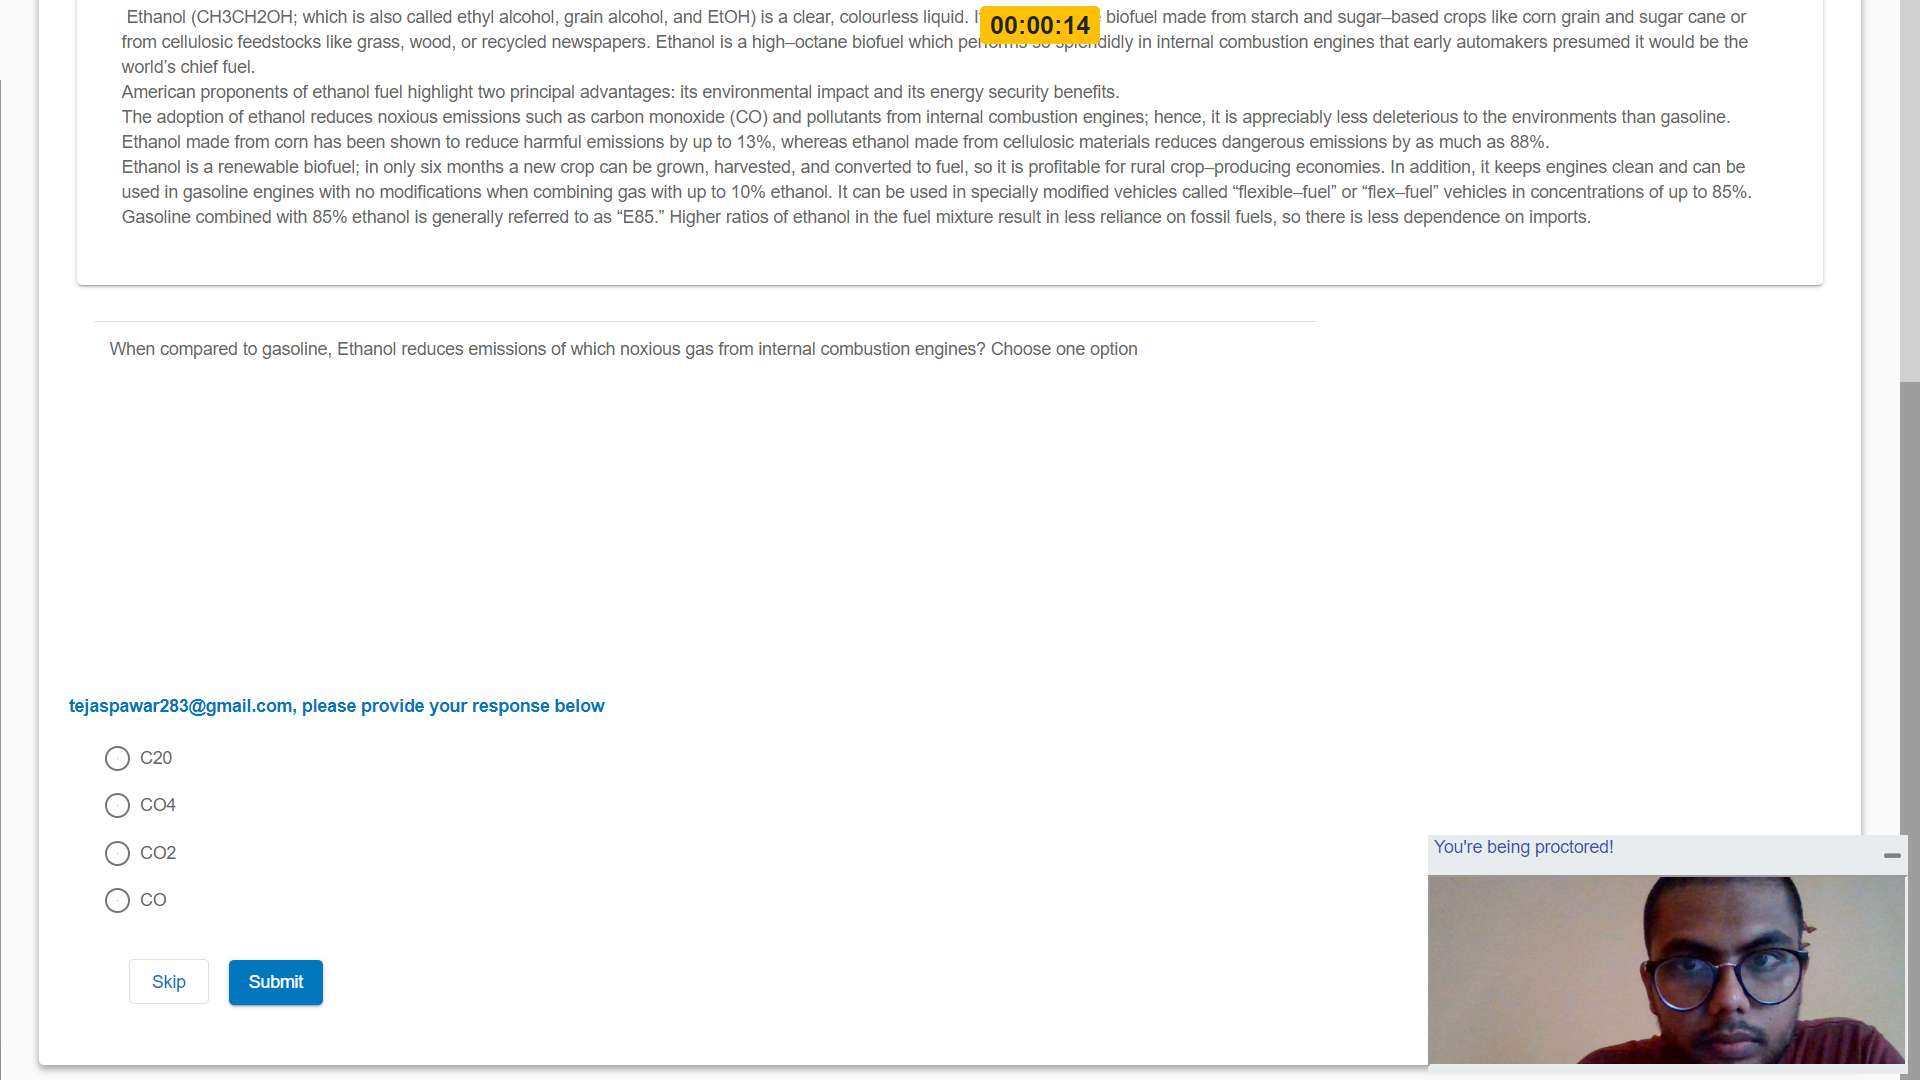 Ethanol (CH3CH2OH; which is also called ethyl alcohol, grain alcohol, and EtOH) is a clear, colourless liquid. biofuel made from starch and sugar–based crops like corn grain and sugar cane or
00:00:14
from cellulosic feedstocks like grass, wood, or recycled newspapers. Ethanol is a high–octane biofuel which performs so splendidly in internal combustion engines that early automakers presumed it would be the
world’s chief fuel.
American proponents of ethanol fuel highlight two principal advantages: its environmental impact and its energy security benefits.
The adoption of ethanol reduces noxious emissions such as carbon monoxide (CO) and pollutants from internal combustion engines; hence, it is appreciably less deleterious to the environments than gasoline.
Ethanol made from corn has been shown to reduce harmful emissions by up to 13%, whereas ethanol made from cellulosic materials reduces dangerous emissions by as much as 88%.
Ethanol is a renewable biofuel; in only six months a new crop can be grown, harvested, and converted to fuel, so it is profitable for rural crop–producing economies. In addition, it keeps engines clean and can be
used in gasoline engines with no modifications when combining gas with up to 10% ethanol. It can be used in specially modified vehicles called “flexible–fuel” or “flex–fuel” vehicles in concentrations of up to 85%.
Gasoline combined with 85% ethanol is generally referred to as “E85.” Higher ratios of ethanol in the fuel mixture result in less reliance on fossil fuels, so there is less dependence on imports.
When compared to gasoline, Ethanol reduces emissions of which noxious gas from internal combustion engines? Choose one option
tejaspawar283@gmail.com, please provide your response below
C20
CO4
CO2
CO
Skip
Submit
You're being proctored!